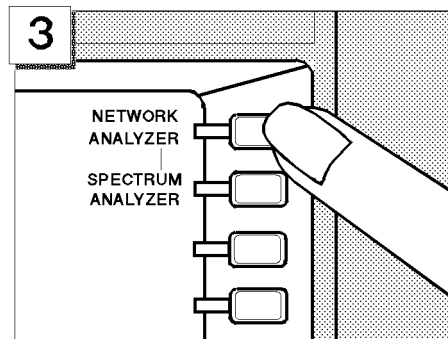 3
NETWORK
ANALYZER
SPECTRUM
ANALYZER